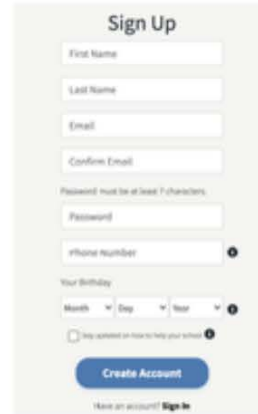 Sign Up
First Name
Last Name
Email
Confirm Email
Password must be at least 7 characters.
Password
Phone Number
Your Birthday
Month Day Year
Stay updated on how to help your school
Create Account
Have an account? Sign in